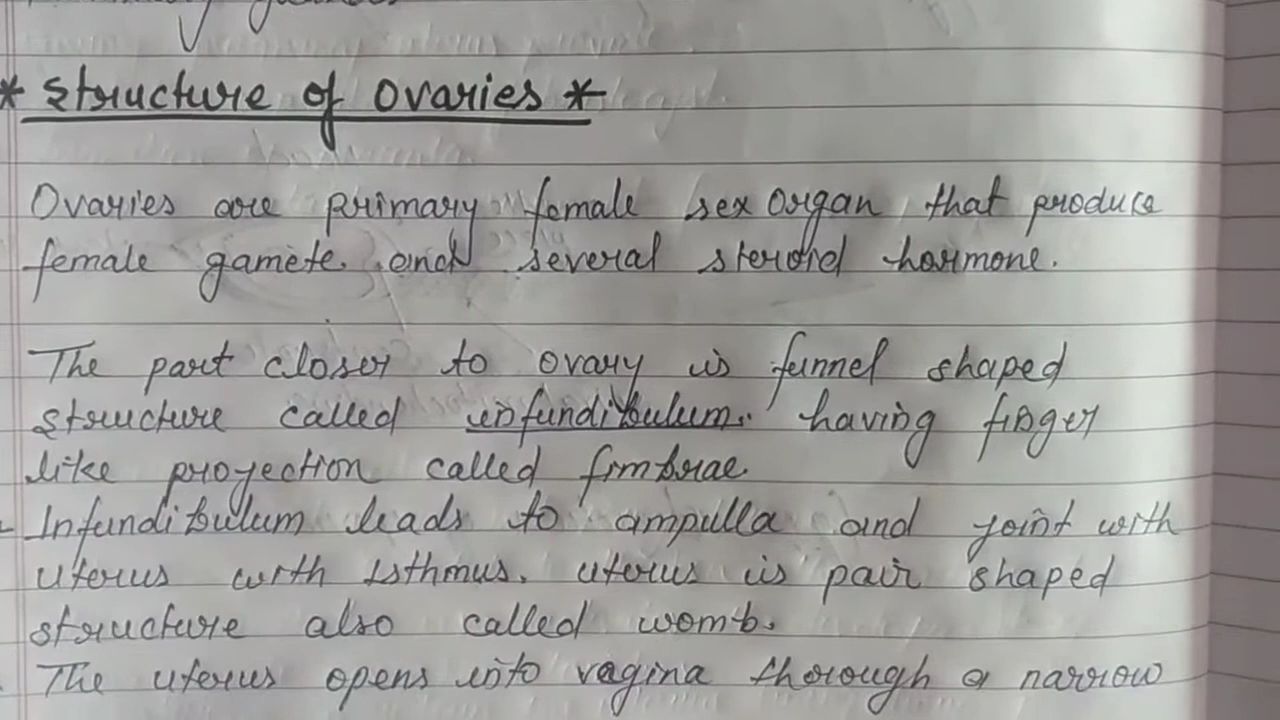 * Structure of Ovaries *
Ovaries are primary female sex organ that produce
female gamete and several steroid hormone.
The part closer to ovary is funnel shaped
structure called infundibulum. having finger
like projection called fimbrae.
- Infundibulum leads to ampulla and joint with
uterus with Isthmus. uterus is pair shaped
structure also called womb.
The uterus opens into vagina thorough a narrow